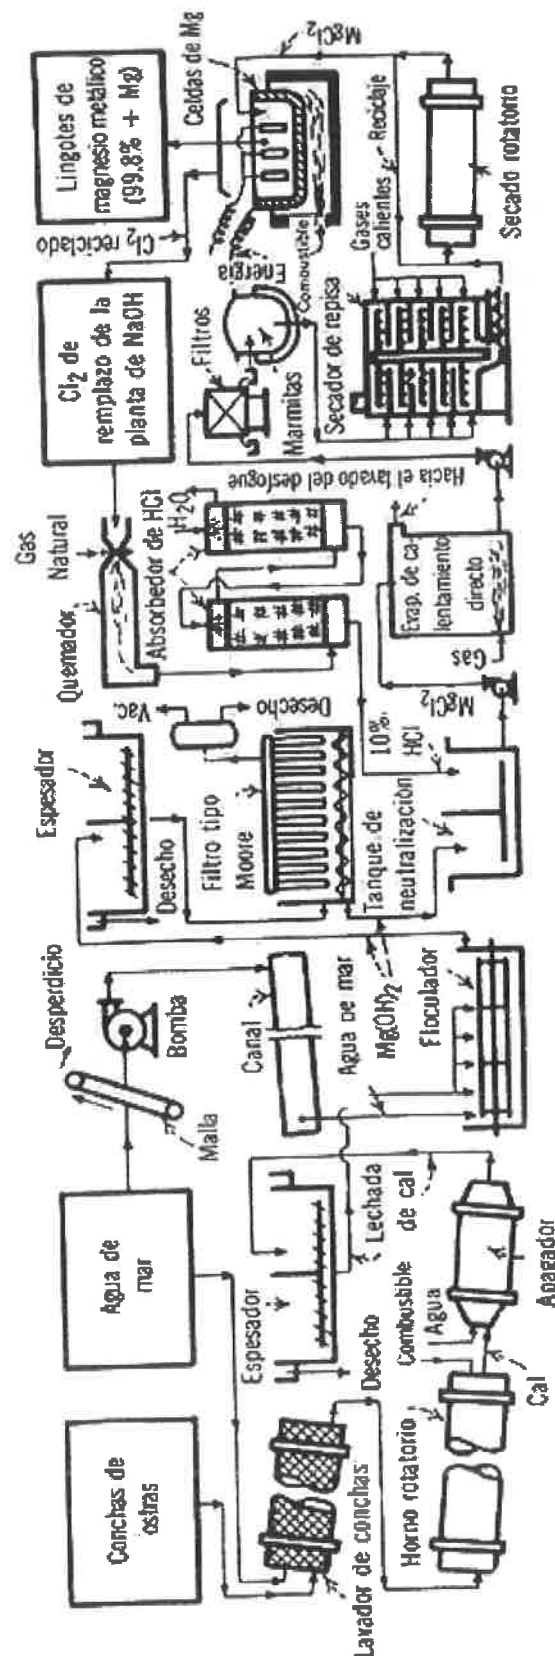 Conchas de
ostras
Agua de
mar
Desperdicio
Malla
Bomba
Lavador de conchas
Espesador
Desecho
Lechada
de cal
Horno rotatorio
Combustible
Agua
Cal
Apagador
Canal
Agua de mar
Mg(OH)2
Floculador
Espesador
Desecho
Filtro tipo
Moore
Vac.
Desecho
Tanque de
neutralización
10%
HCl
MgCl2
Quemador
Gas
Natural
Absorbedor de HCl
H2O
Hacia el lavado del desfogue
Evap. de ca-
lentamiento
directo
Gas
Cl2 de
remplazo de la
planta de NaOH
Cl2 reciclado
Lingotes de
magnesio metálico
(99.8% + Mg)
Celdas de Mg
MgCl2
Energía
Combustible
Filtros
Marmitas
Secador de repisa
Gases
calientes
Reciclaje
Secado rotatorio